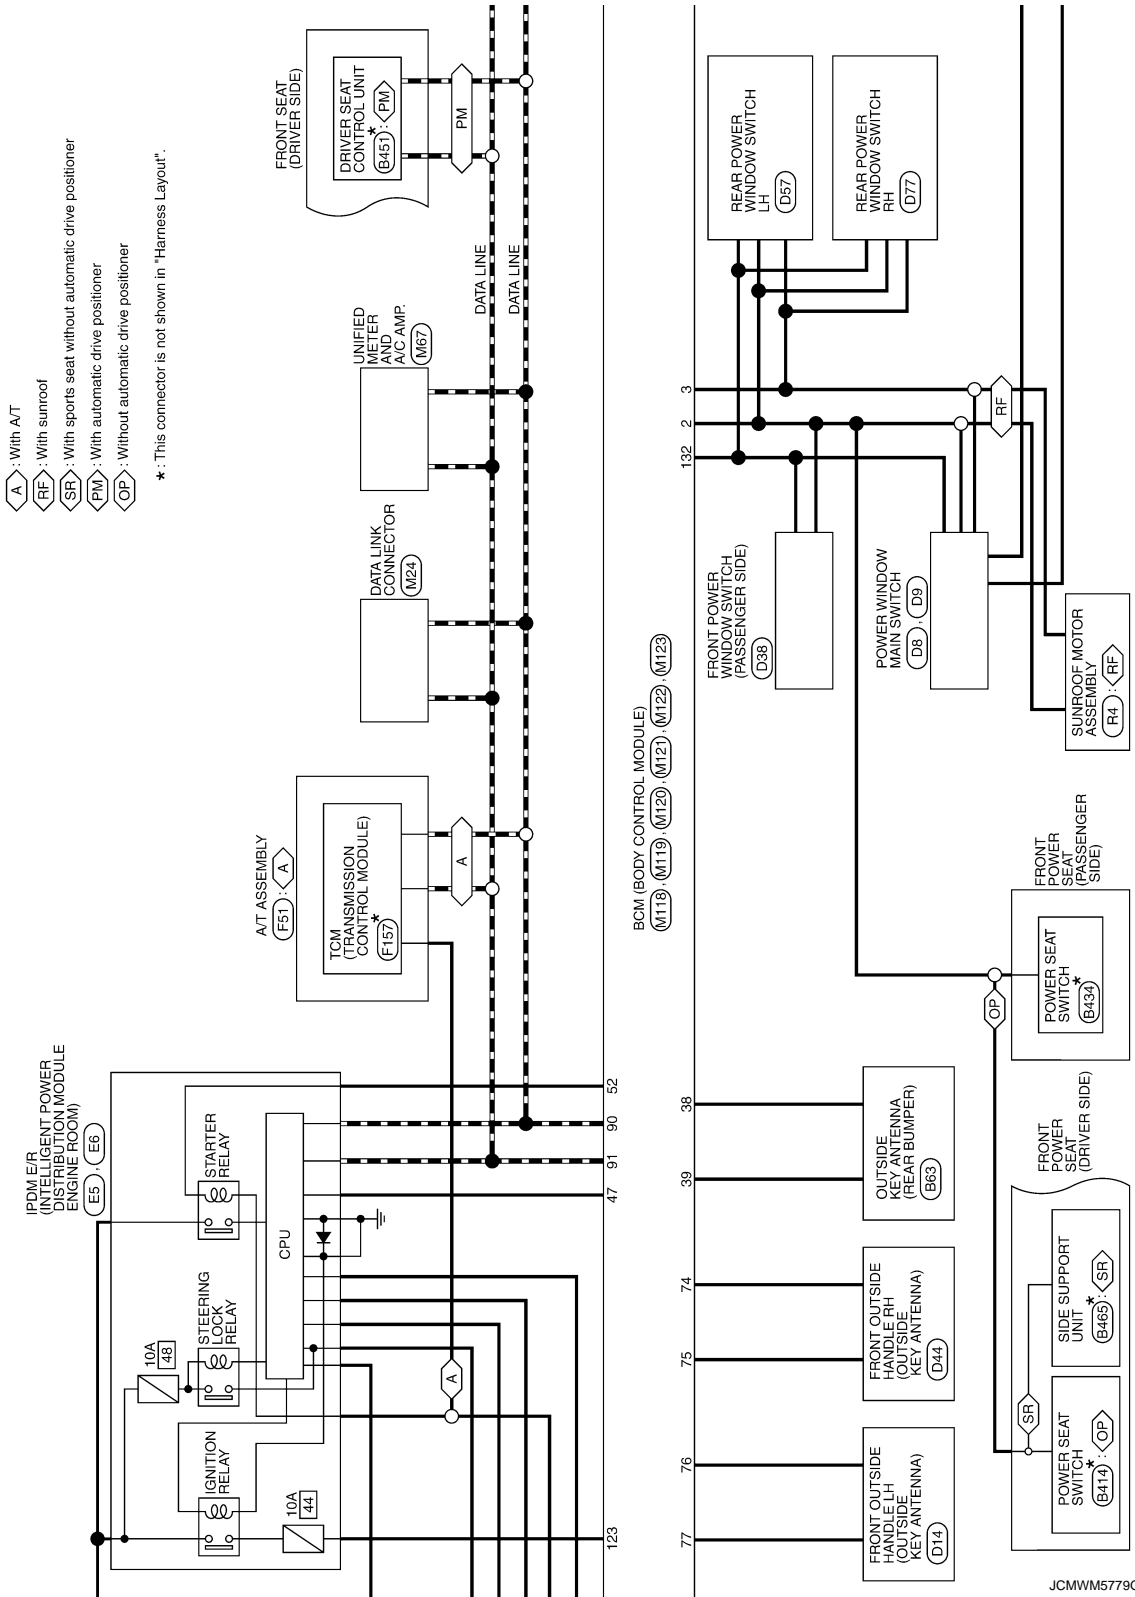 A : With A/T
RF : With sunroof
SR : With sports seat without automatic drive positioner
PM : With automatic drive positioner
OP : Without automatic drive positioner
* : This connector is not shown in "Harness Layout".
IPDM E/R
(INTELLIGENT POWER
DISTRIBUTION MODULE
ENGINE ROOM)
E5 , E6
IGNITION
RELAY
10A
44
10A
48
STEERING
LOCK
RELAY
STARTER
RELAY
CPU
A
A/T ASSEMBLY
F51 : A
TCM
(TRANSMISSION
CONTROL MODULE)
*
F157
A
DATA LINK
CONNECTOR
M24
UNIFIED
METER
AND
A/C AMP.
M67
DATA LINE
DATA LINE
FRONT SEAT
(DRIVER SIDE)
DRIVER SEAT
CONTROL UNIT
*
B451 : PM
PM
123
47
91
90
52
BCM (BODY CONTROL MODULE)
M118 , M119 , M120 , M121 , M122 , M123
77
76
75
74
39
38
132
2
3
FRONT OUTSIDE
HANDLE LH
(OUTSIDE
KEY ANTENNA)
D14
FRONT OUTSIDE
HANDLE RH
(OUTSIDE
KEY ANTENNA)
D44
OUTSIDE
KEY ANTENNA
(REAR BUMPER)
B63
FRONT POWER
WINDOW SWITCH
(PASSENGER SIDE)
D38
REAR POWER
WINDOW SWITCH
LH
D57
REAR POWER
WINDOW SWITCH
RH
D77
POWER WINDOW
MAIN SWITCH
D8 , D9
RF
SUNROOF MOTOR
ASSEMBLY
R4 : RF
OP
FRONT
POWER
SEAT
(PASSENGER
SIDE)
POWER SEAT
SWITCH
*
B434
FRONT
POWER
SEAT
(DRIVER SIDE)
SR
POWER SEAT
SWITCH
*
B414 : OP
SIDE SUPPORT
UNIT
*
B465 : SR